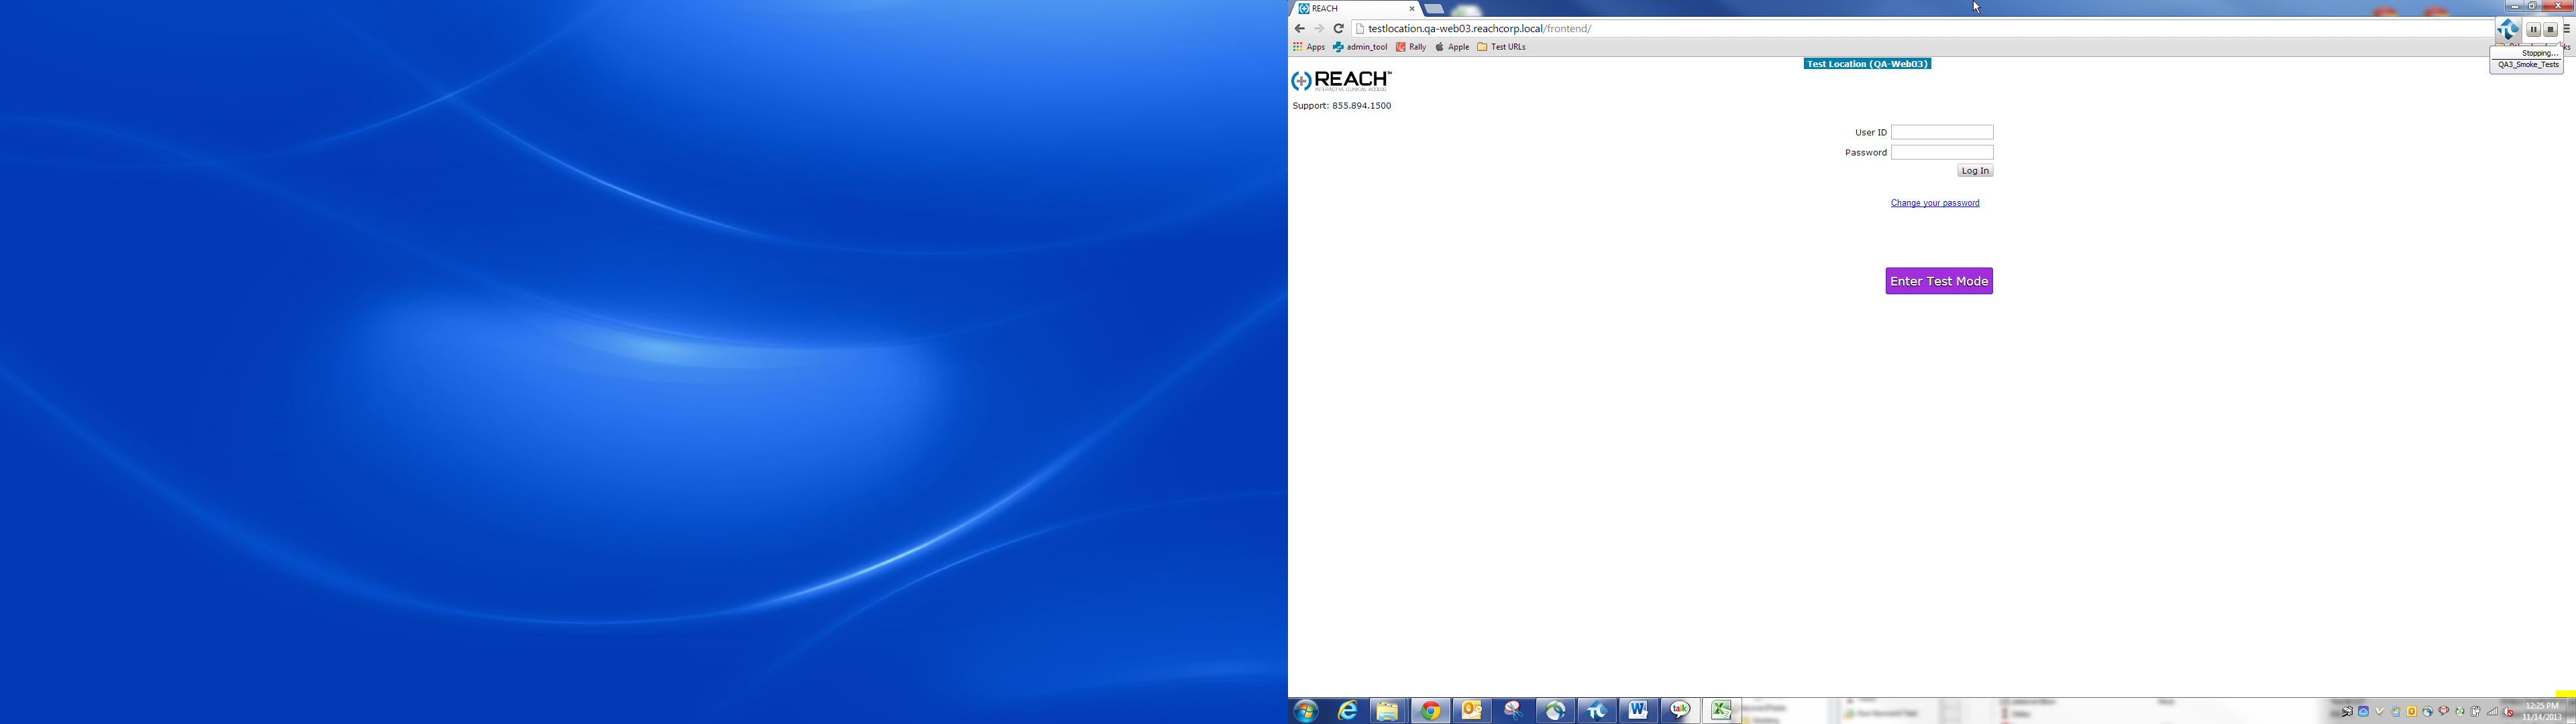 REACH
testlocation.qa-web03.reachcorp.local/frontend/
Apps admin_tool Rally Apple Test URLs
Stopping...
QA3_Smoke_Tests
Test Location (QA-Web03)
REACH™
INTERACTIVE CLINICAL ACCESS
Support: 855.894.1500
User ID
Password
Log In
Change your password
Enter Test Mode
talk
12:25 PM
11/14/2013